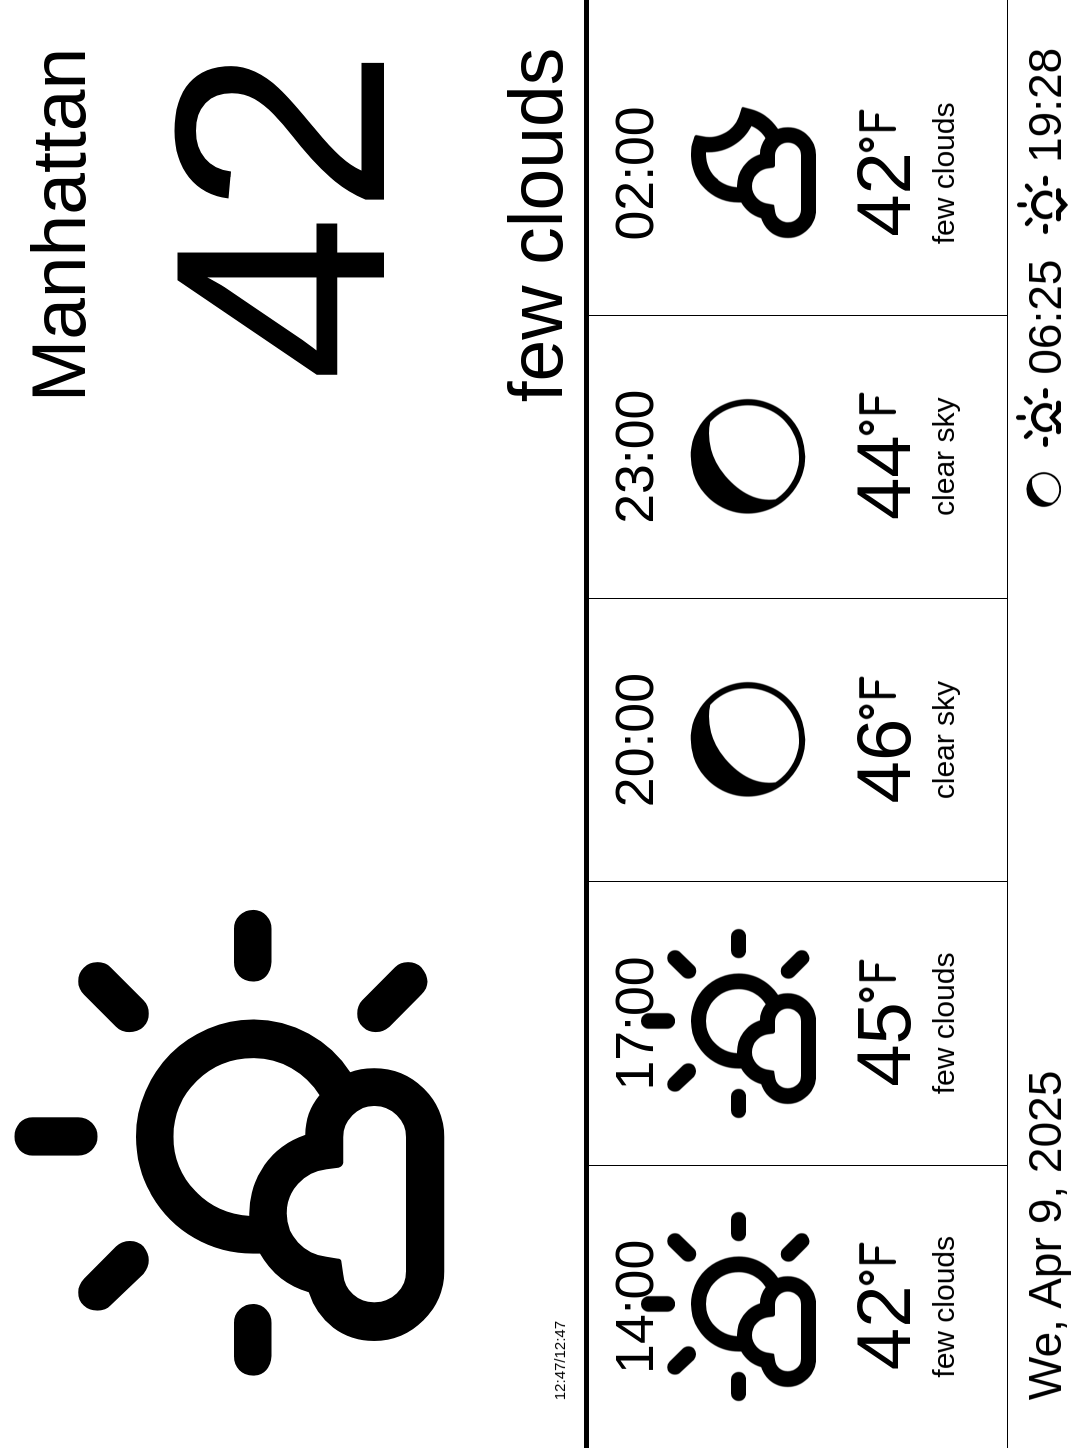 Manhattan
42
few clouds
12:47/12:47
14:00
42°F
few clouds
17:00
45°F
few clouds
20:00
46°F
clear sky
23:00
44°F
clear sky
02:00
42°F
few clouds
We, Apr 9, 2025
06:25
19:28